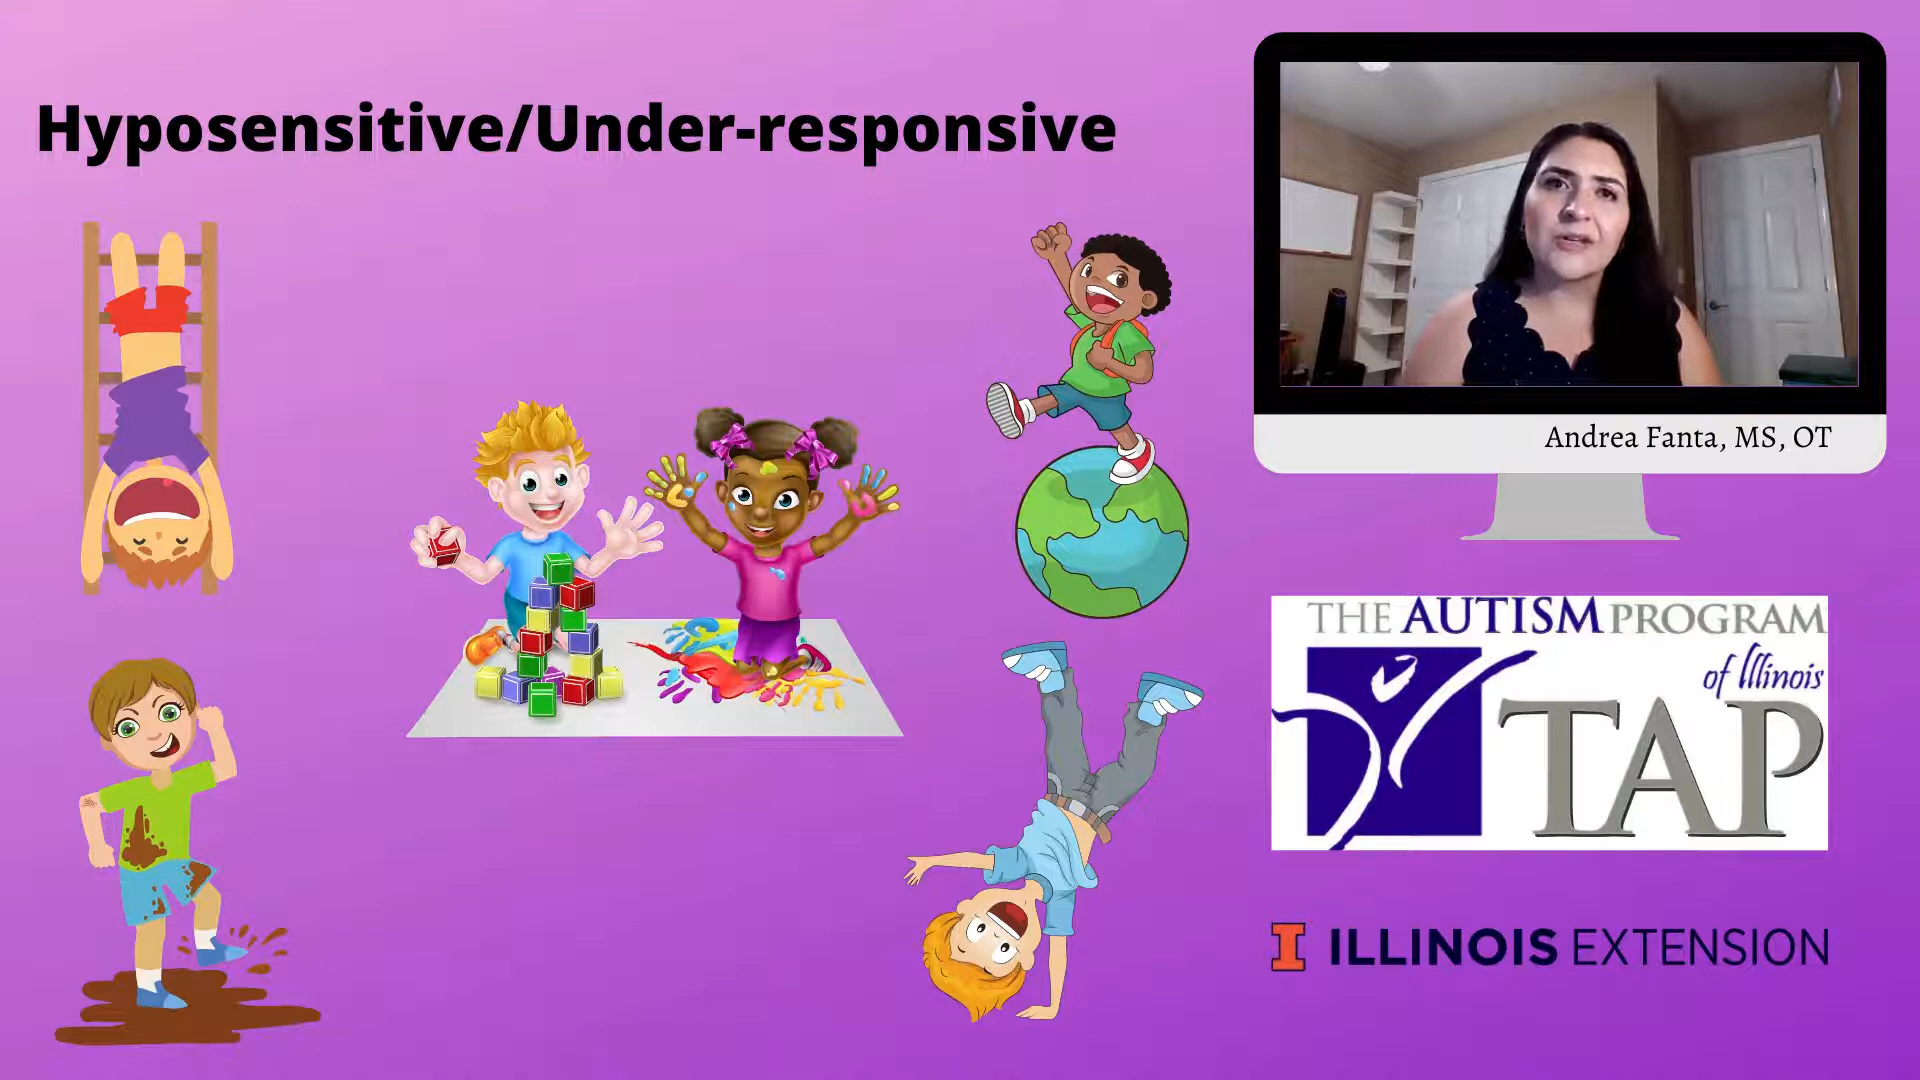 Hyposensitive/Under-responsive
Andrea Fanta, MS, OT
THE AUTISM PROGRAM
of Illinois
TAP
I ILLINOIS EXTENSION